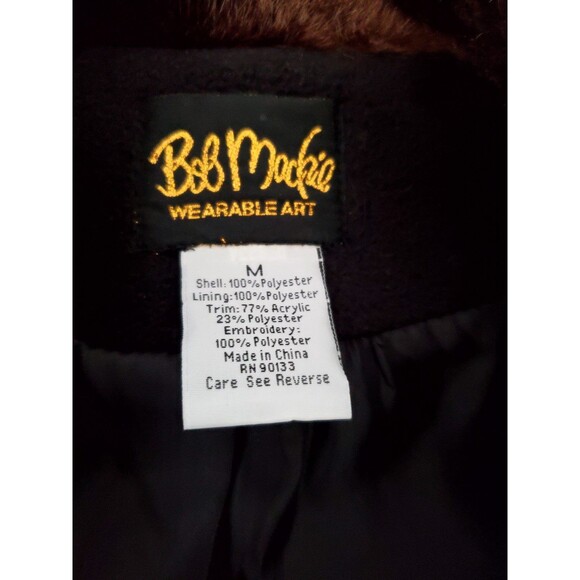 Bob Mackie
WEARABLE ART
M
Shell: 100% Polyester
Lining: 100% Polyester
Trim: 77% Acrylic
23% Polyester
Embroidery:
100% Polyester
Made in China
RN 90133
Care See Reverse